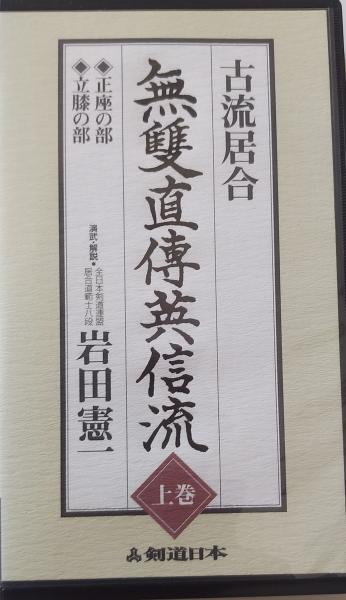 古流居合
無雙直傳英信流
上巻
◆正座の部
◆立膝の部
演武・解説●
全日本剣道連盟
居合道範士八段
岩田憲一
剣道日本